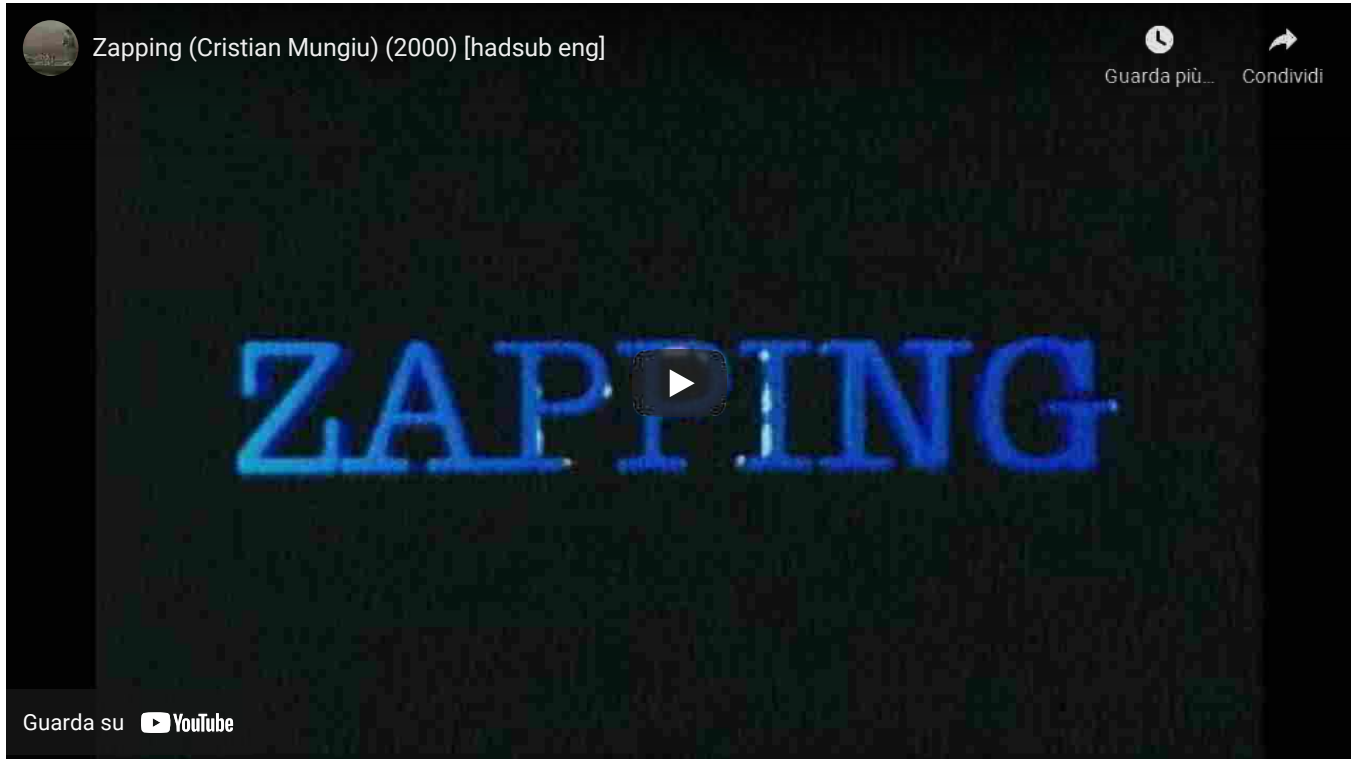 Zapping (Cristian Mungiu) (2000) [hadsub eng]
Guarda più...
Condividi
ZAPPING
Guarda su YouTube